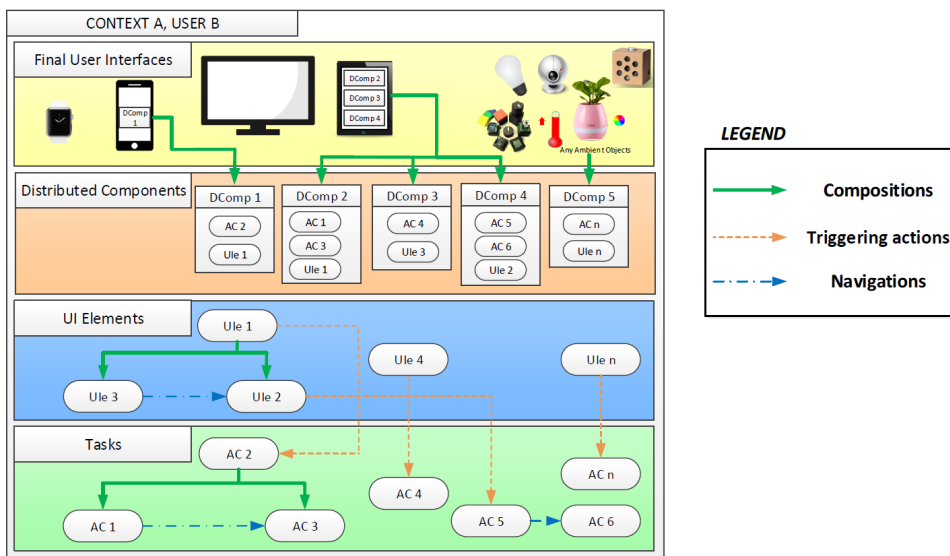 CONTEXT A, USER B
Final User Interfaces
DComp
1
DComp 2
DComp 3
DComp 4
Any Ambient Objects
Distributed Components
DComp 1
AC 2
UIe 1
DComp 2
AC 1
AC 3
UIe 1
DComp 3
AC 4
UIe 3
DComp 4
AC 5
AC 6
UIe 2
DComp 5
AC n
UIe n
UI Elements
UIe 1
UIe 4
UIe n
UIe 3
UIe 2
Tasks
AC 2
AC 4
AC n
AC 1
AC 3
AC 5
AC 6
LEGEND
Compositions
Triggering actions
Navigations